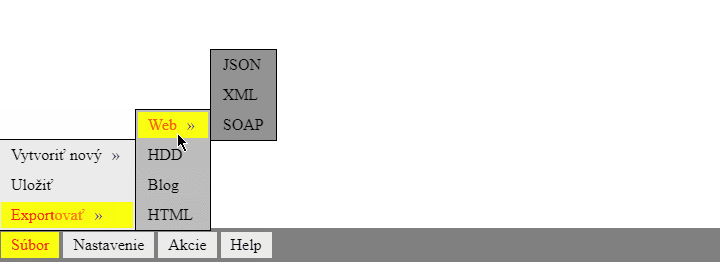 JSON
XML
SOAP
Web »
HDD
Blog
HTML
Vytvoriť nový »
Uložiť
Exportovať »
Súbor Nastavenie Akcie Help